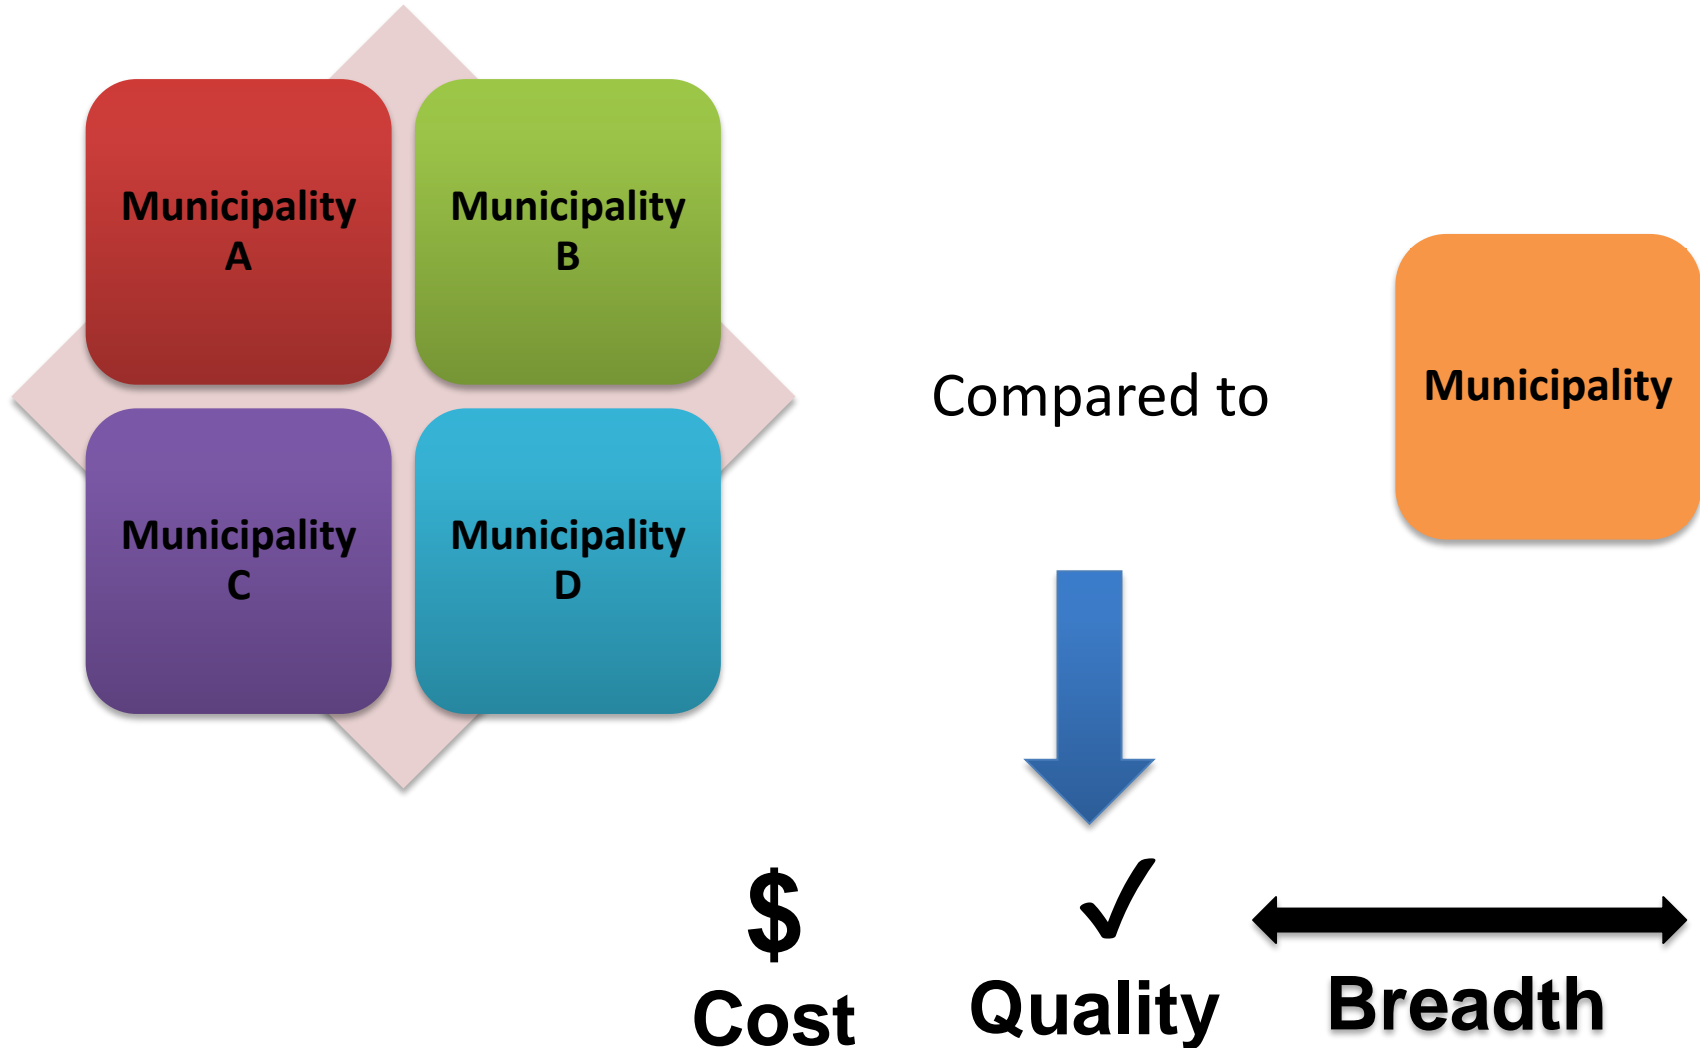 Municipality
A
Municipality
B
Municipality
C
Municipality
D
Compared to
Municipality
$
Cost
✓
Quality
Breadth